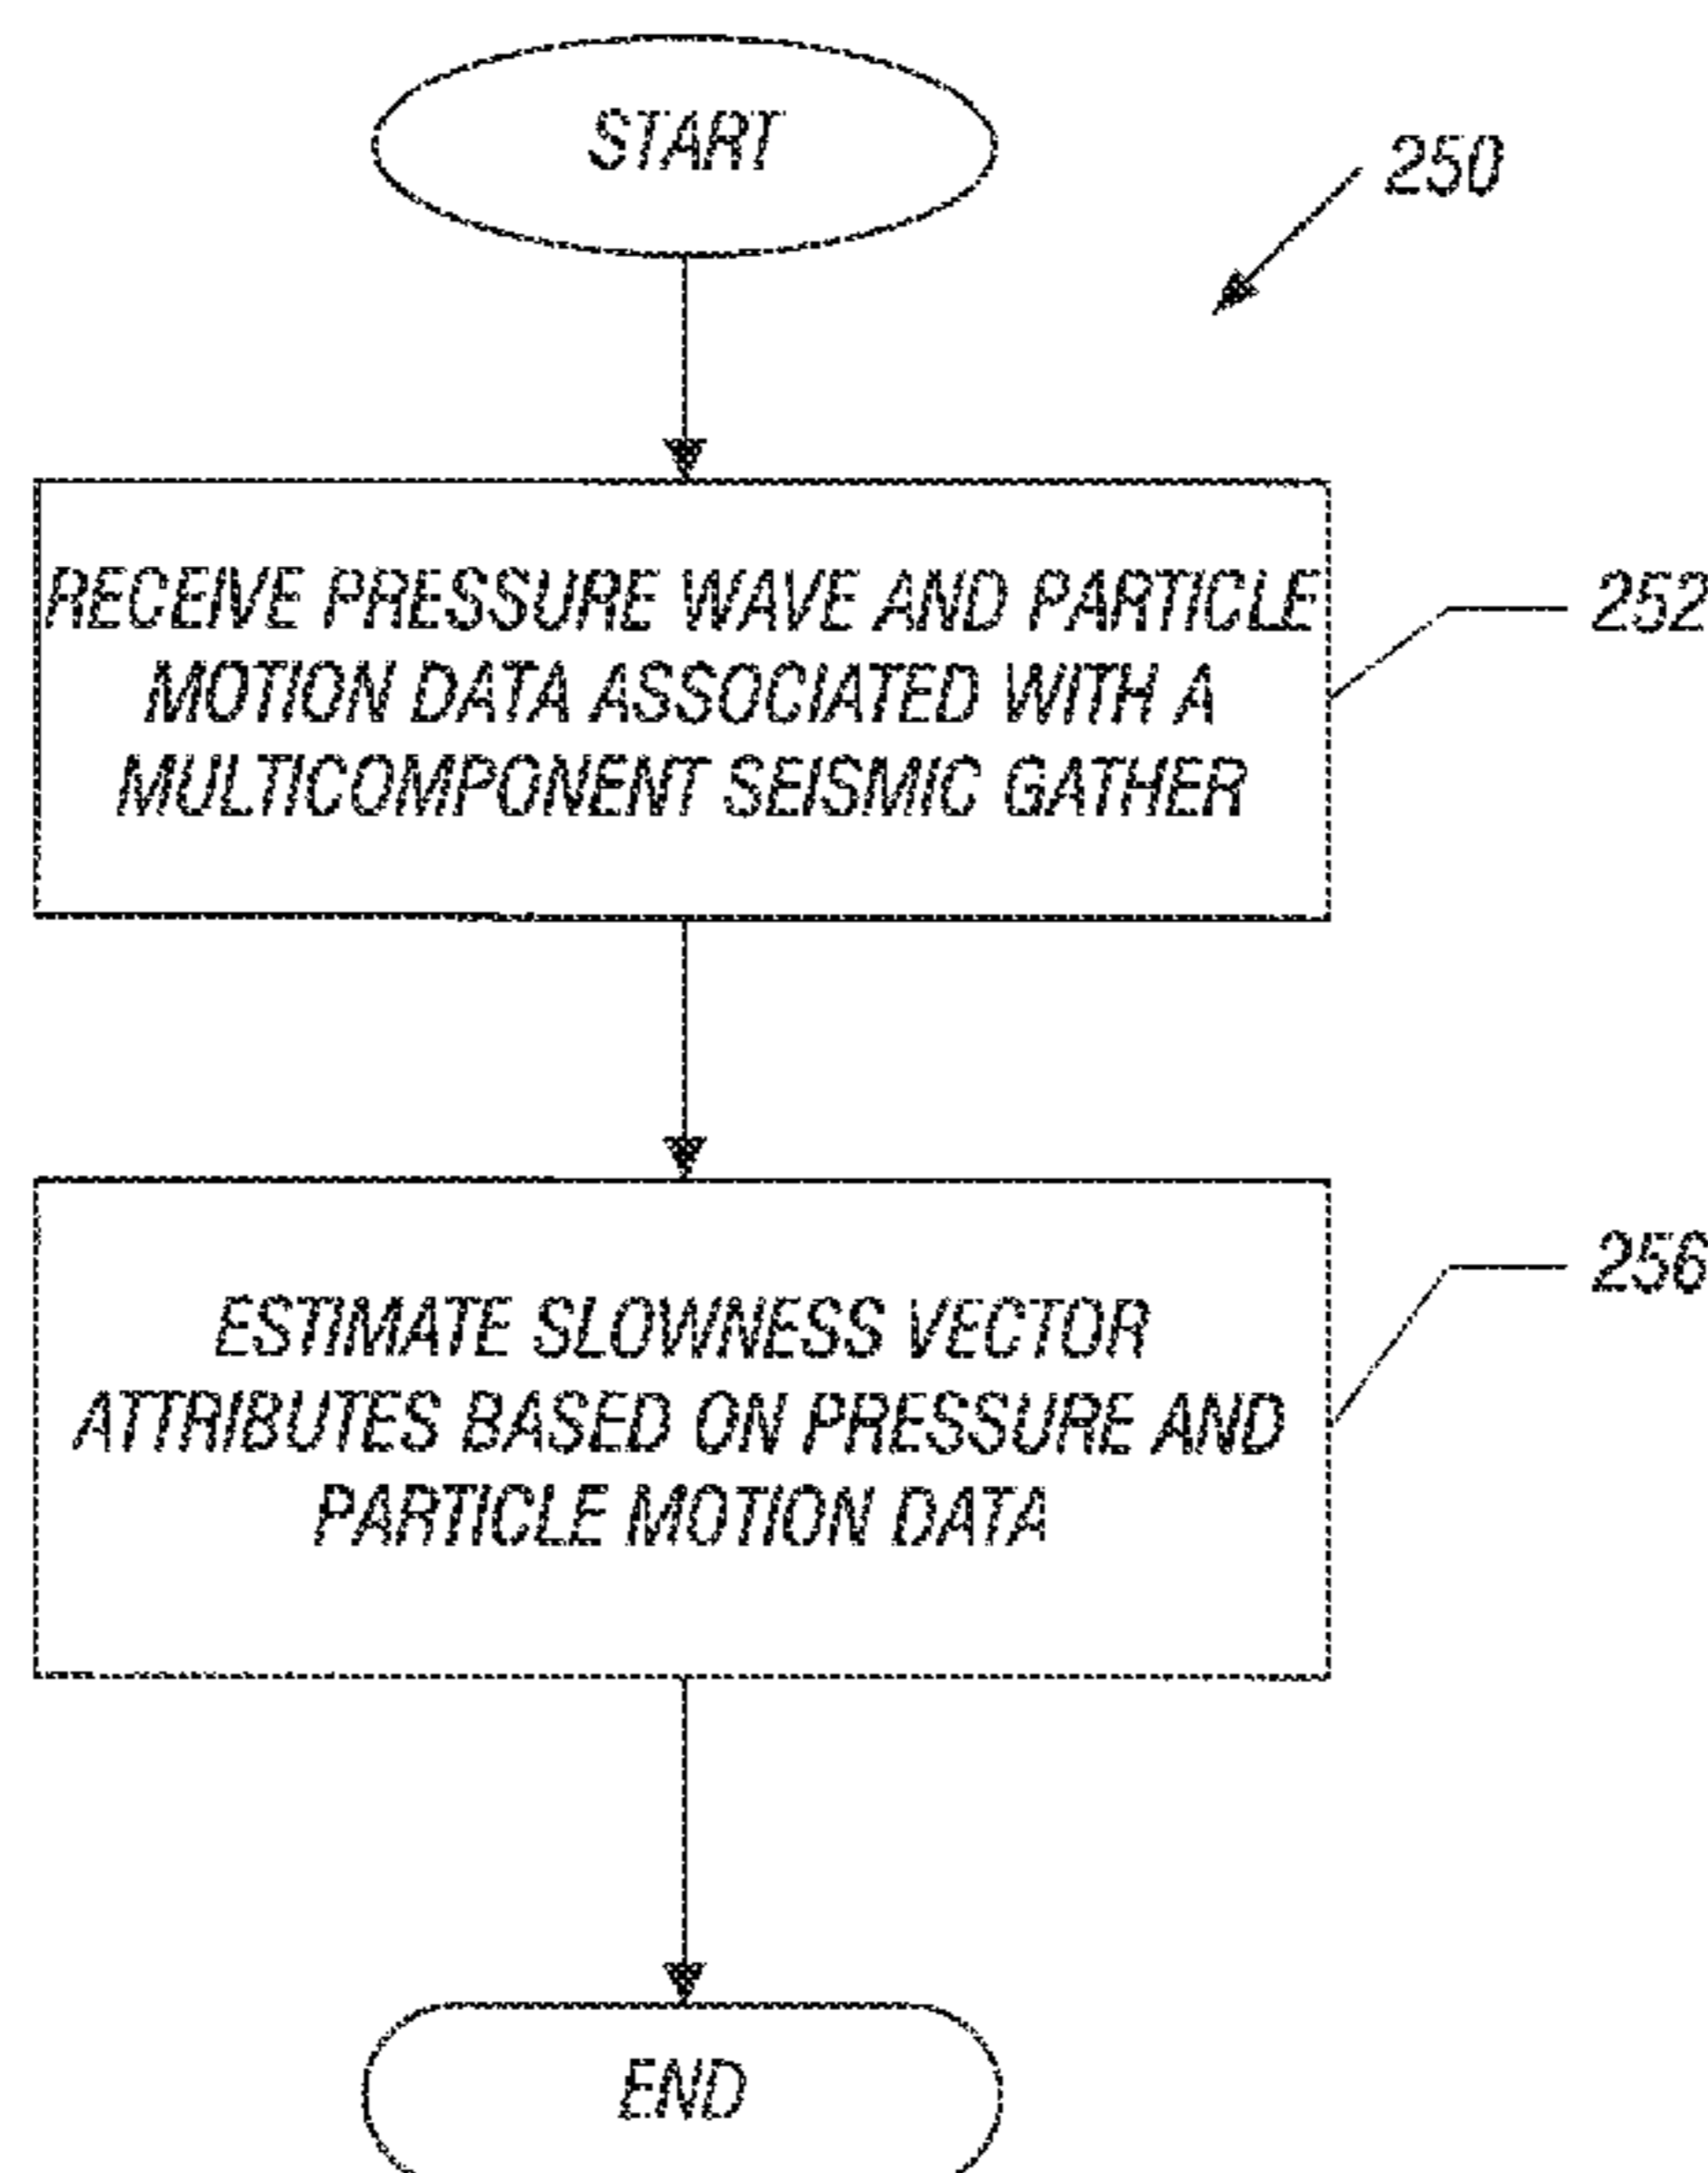 START
250
RECEIVE PRESSURE WAVE AND PARTICLE
MOTION DATA ASSOCIATED WITH A
MULTICOMPONENT SEISMIC GATHER
252
ESTIMATE SLOWNESS VECTOR
ATTRIBUTES BASED ON PRESSURE AND
PARTICLE MOTION DATA
256
END